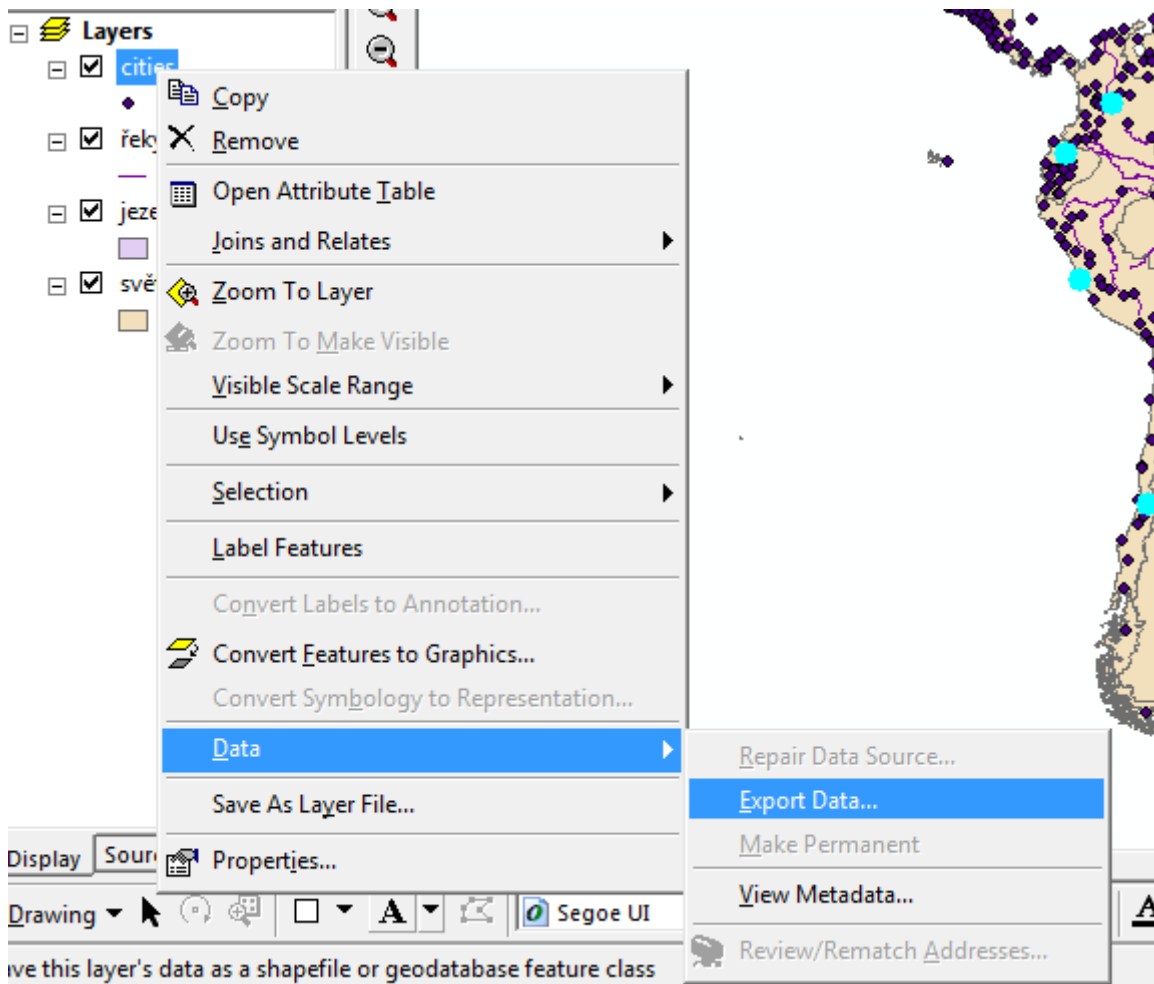 Layers
cities
Copy
Remove
Open Attribute Table
Joins and Relates
Zoom To Layer
Zoom To Make Visible
Visible Scale Range
Use Symbol Levels
Selection
Label Features
Convert Labels to Annotation...
Convert Features to Graphics...
Convert Symbology to Representation...
Data
Save As Layer File...
Properties...
řeky
jeze
svě
Repair Data Source...
Export Data...
Make Permanent
View Metadata...
Review/Rematch Addresses...
Display Sour
Drawing A Segoe UI A
ve this layer's data as a shapefile or geodatabase feature class